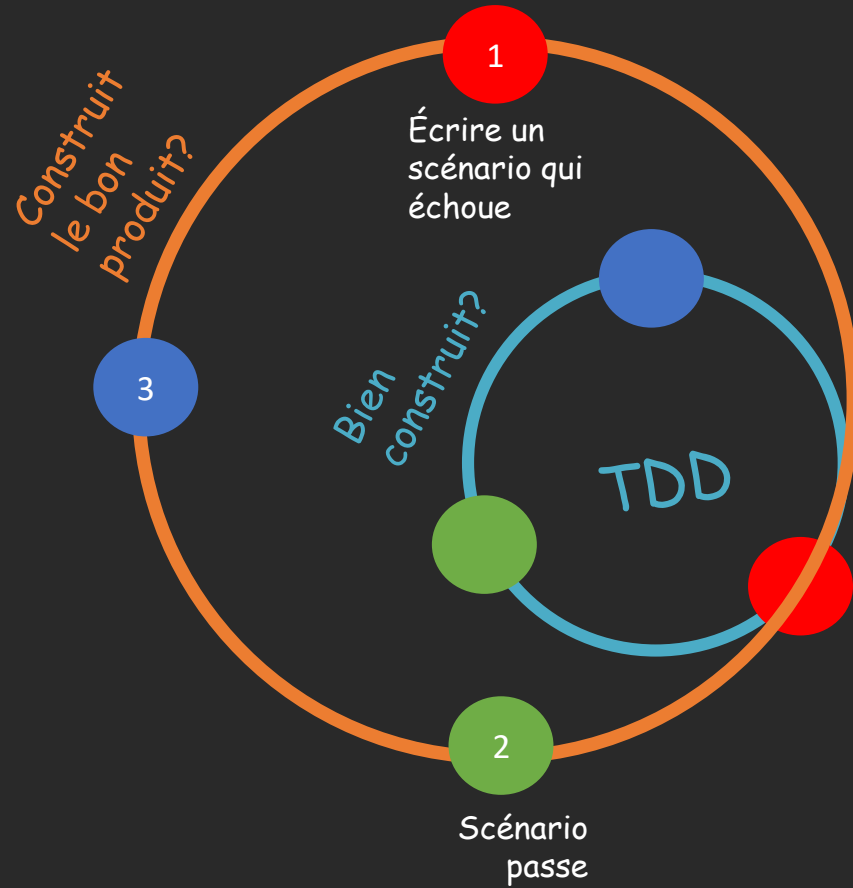 1
Écrire un
scénario qui
échoue
Construit
le bon
produit?
3
Bien
construit?
TDD
2
Scénario
passe